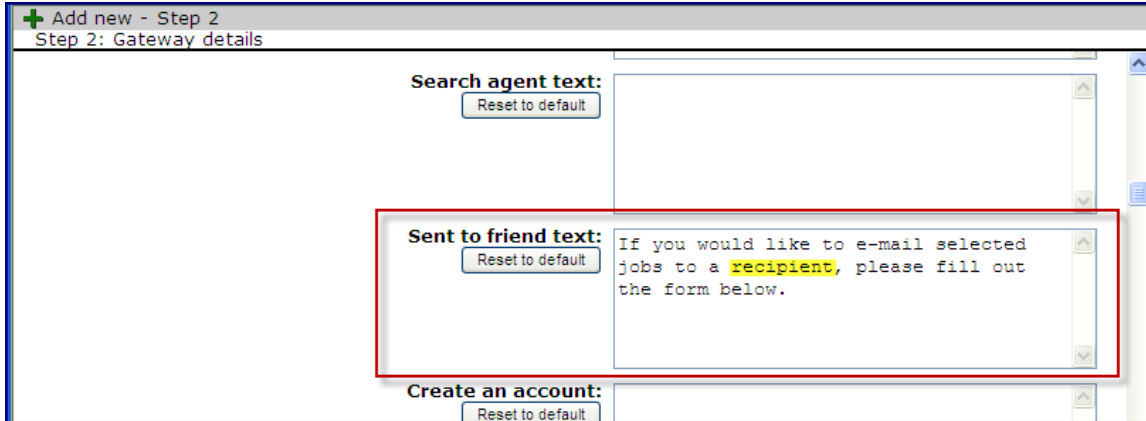 Add new - Step 2
Step 2: Gateway details
Search agent text:
Reset to default
Sent to friend text:
Reset to default
If you would like to e-mail selected
jobs to a recipient, please fill out
the form below.
Create an account:
Reset to default